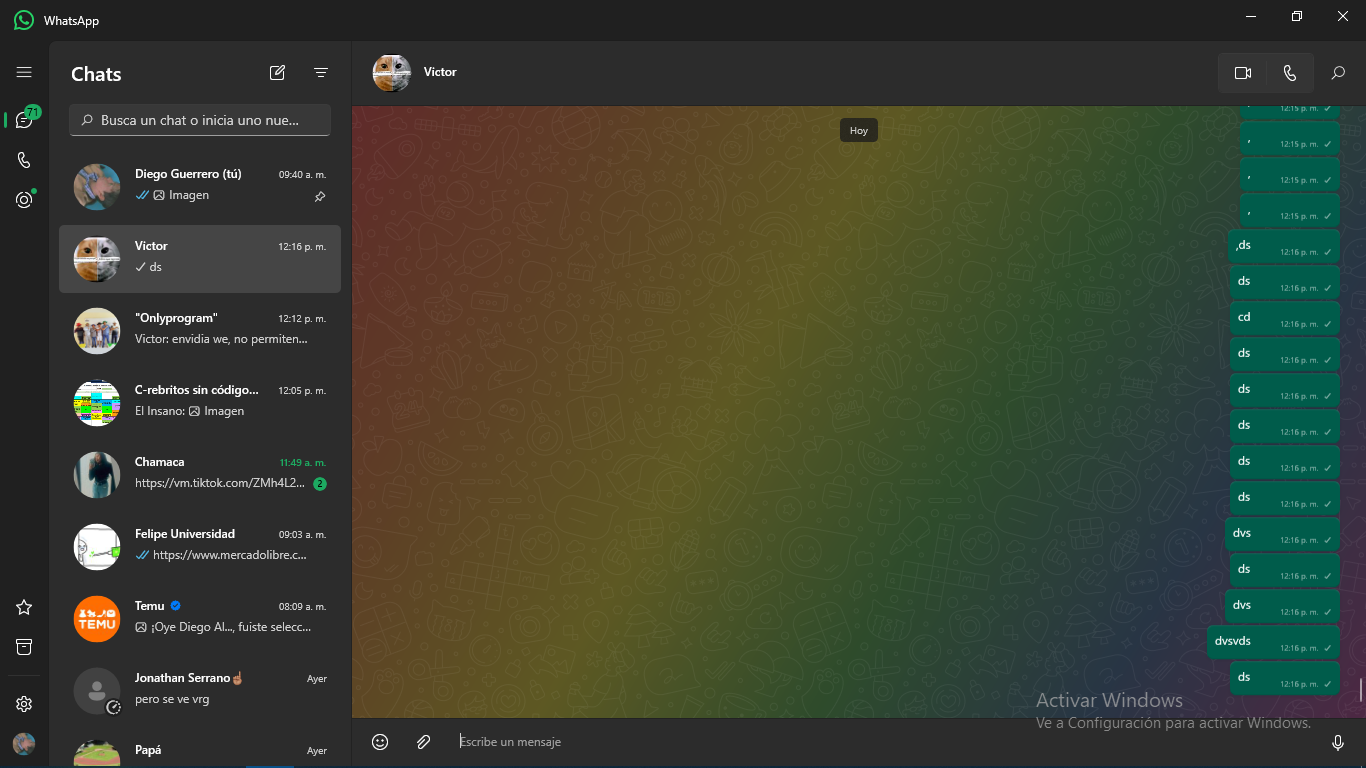 WhatsApp
Chats
71
Busca un chat o inicia uno nue...
Diego Guerrero (tú) 09:40 a. m.
Imagen
Victor 12:16 p. m.
ds
"Onlyprogram" 12:12 p. m.
Victor: envidia we, no permiten...
C-rebritos sin código... 12:05 p. m.
El Insano: Imagen
Chamaca 11:49 a. m.
https://vm.tiktok.com/ZMh4L2... 2
Felipe Universidad 09:03 a. m.
https://www.mercadolibre.c...
TEMU
Temu 08:09 a. m.
¡Oye Diego Al..., fuiste selecc...
Jonathan Serrano☝🏽 Ayer
pero se ve vrg
Papá Ayer
Victor
Hoy
12:15 p. m.
, 12:15 p. m.
, 12:15 p. m.
, 12:15 p. m.
,ds 12:16 p. m.
ds 12:16 p. m.
cd 12:16 p. m.
ds 12:16 p. m.
ds 12:16 p. m.
ds 12:16 p. m.
ds 12:16 p. m.
ds 12:16 p. m.
dvs 12:16 p. m.
ds 12:16 p. m.
dvs 12:16 p. m.
dvsvds 12:16 p. m.
ds 12:16 p. m.
Activar Windows
Ve a Configuración para activar Windows.
Escribe un mensaje